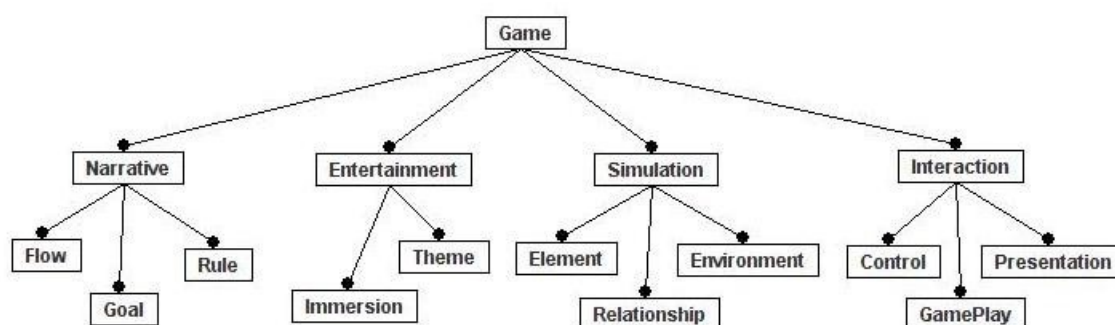 Game
Narrative
Entertainment
Simulation
Interaction
Flow
Goal
Rule
Immersion
Theme
Element
Relationship
Environment
Control
GamePlay
Presentation